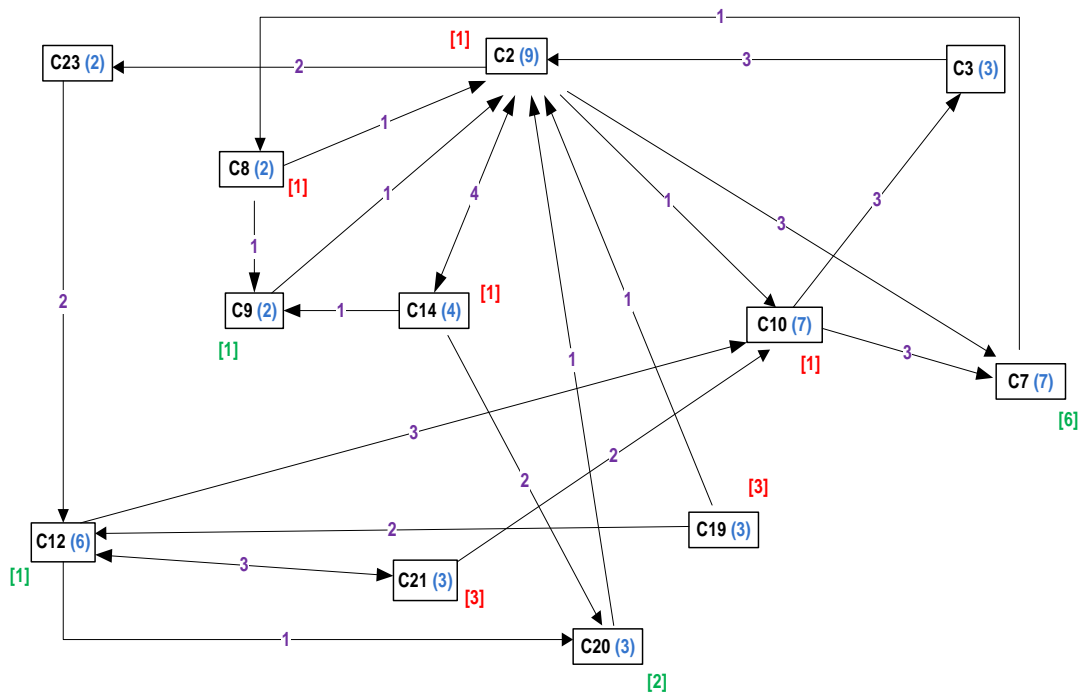 1
[1]
C2 (9)
C23 (2)
2
3
C3 (3)
1
C8 (2)
[1]
1
4
1
3
3
1
2
1
C9 (2)
1
C14 (4)
[1]
C10 (7)
[1]
3
C7 (7)
[6]
[1]
1
3
2
2
[3]
C19 (3)
2
C12 (6)
[1]
3
C21 (3)
[3]
1
C20 (3)
[2]